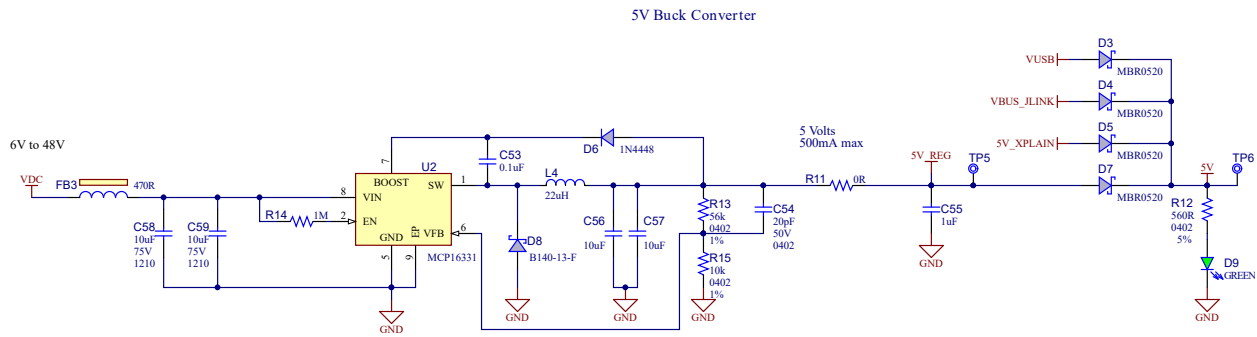 5V Buck Converter
D3
VUSB
MBR0520
D4
VBUS_JLINK
MBR0520
5 Volts
500mA max
D5
5V_XPLAIN
MBR0520
6V to 48V
D6
1N4448
C53
0.1uF
7
U2
BOOST
SW
1
VDC
FB3
470R
8
VIN
L4
22uH
R11
0R
5V_REG
TP5
D7
MBR0520
5V
TP6
R14
1M
2
EN
GND
EP
VFB
6
MCP16331
5
9
C58
10uF
75V
1210
C59
10uF
75V
1210
D8
B140-13-F
C56
10uF
C57
10uF
R13
56k
0402
1%
C54
20pF
50V
0402
R15
10k
0402
1%
C55
1uF
R12
560R
0402
5%
D9
GREEN
GND
GND
GND
GND
GND
GND